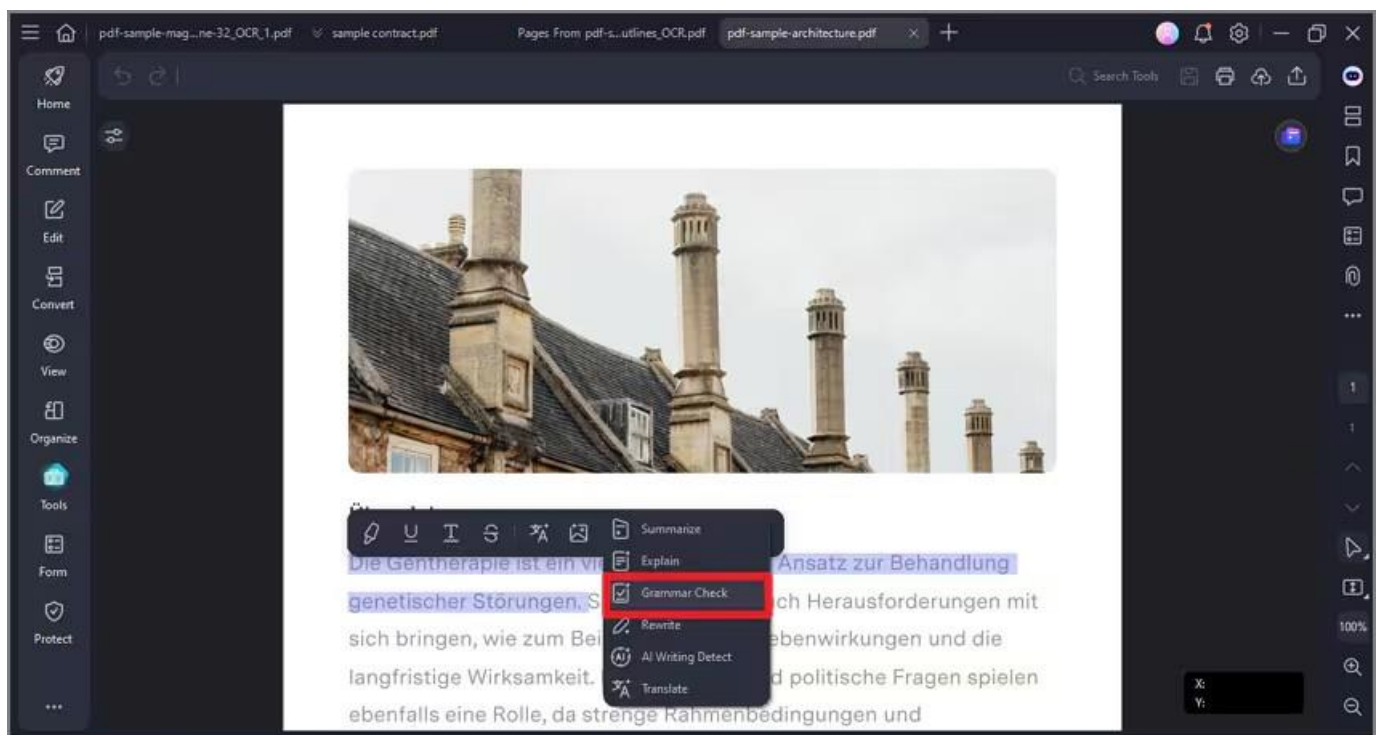 pdf-sample-mag...ne-32_OCR_1.pdf
sample contract.pdf
Pages From pdf-s...utlines_OCR.pdf
pdf-sample-architecture.pdf
Search Tools
Home
Comment
Edit
Convert
View
Organize
Tools
Form
Protect
1
1
100%
Summarize
Explain
Grammar Check
Rewrite
AI Writing Detect
Translate
Die Gentherapie ist ein Ansatz zur Behandlung
genetischer Störungen. S ch Herausforderungen mit
sich bringen, wie zum Bei ebenwirkungen und die
langfristige Wirksamkeit. d politische Fragen spielen
ebenfalls eine Rolle, da strenge Rahmenbedingungen und
X:
Y: